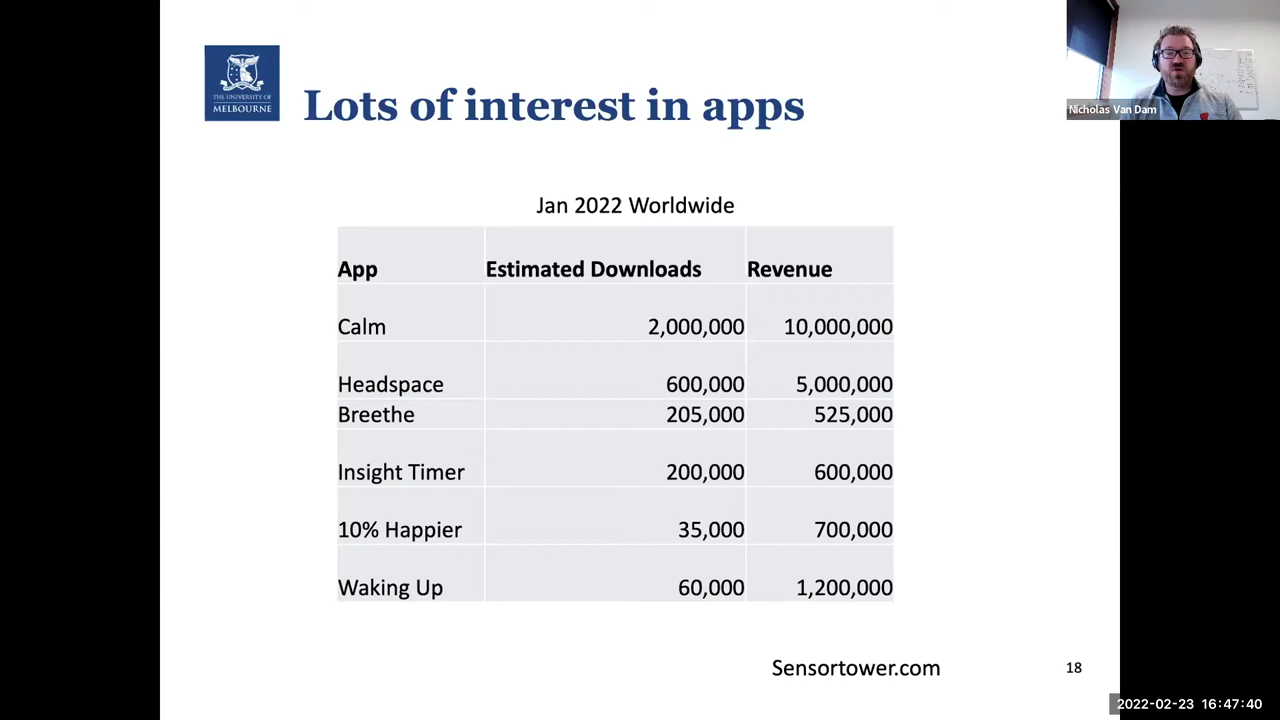 THE UNIVERSITY OF
MELBOURNE
Lots of interest in apps
Nicholas Van Dam
Jan 2022 Worldwide
App Estimated Downloads Revenue
Calm 2,000,000 10,000,000
Headspace 600,000 5,000,000
Breethe 205,000 525,000
Insight Timer 200,000 600,000
10% Happier 35,000 700,000
Waking Up 60,000 1,200,000
Sensortower.com
18
2022-02-23 16:47:40